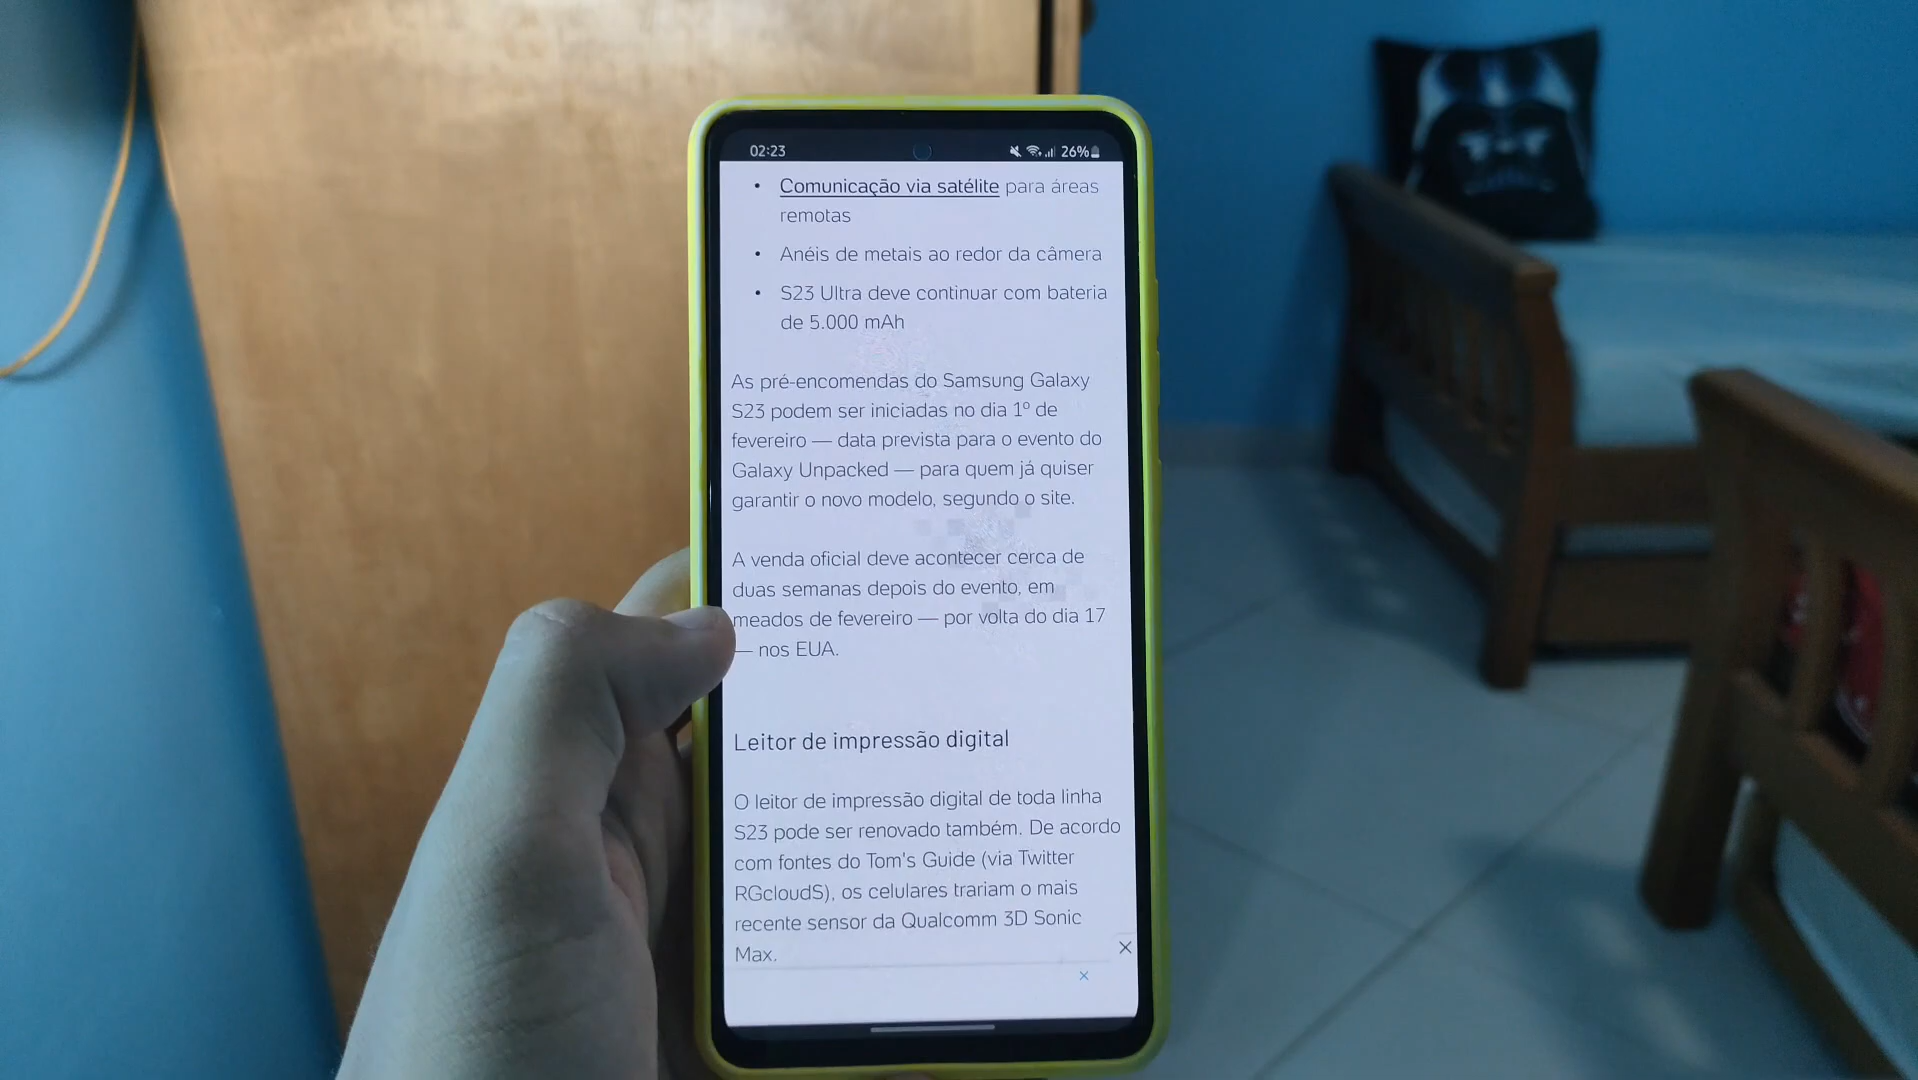 02:23 26%
• Comunicação via satélite para áreas
remotas
• Anéis de metais ao redor da câmera
• S23 Ultra deve continuar com bateria
de 5.000 mAh
As pré-encomendas do Samsung Galaxy
S23 podem ser iniciadas no dia 1º de
fevereiro — data prevista para o evento do
Galaxy Unpacked — para quem já quiser
garantir o novo modelo, segundo o site.
A venda oficial deve acontecer cerca de
duas semanas depois do evento, em
meados de fevereiro — por volta do dia 17
— nos EUA.
Leitor de impressão digital
O leitor de impressão digital de toda linha
S23 pode ser renovado também. De acordo
com fontes do Tom's Guide (via Twitter
RGcloudS), os celulares trariam o mais
recente sensor da Qualcomm 3D Sonic
Max.